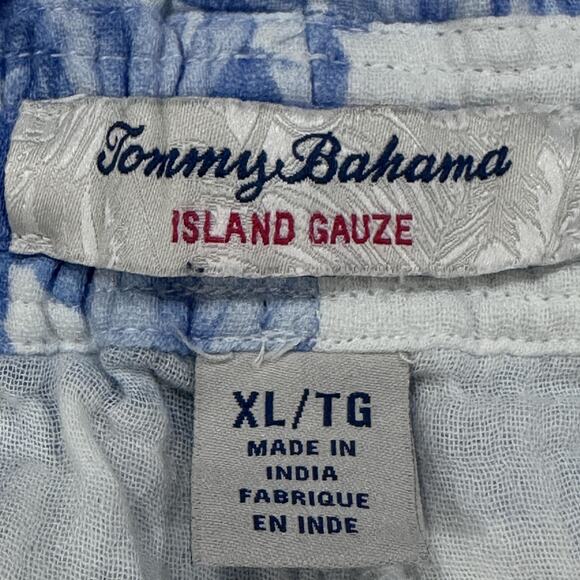 Tommy Bahama
ISLAND GAUZE
XL/TG
MADE IN
INDIA
FABRIQUE
EN INDE